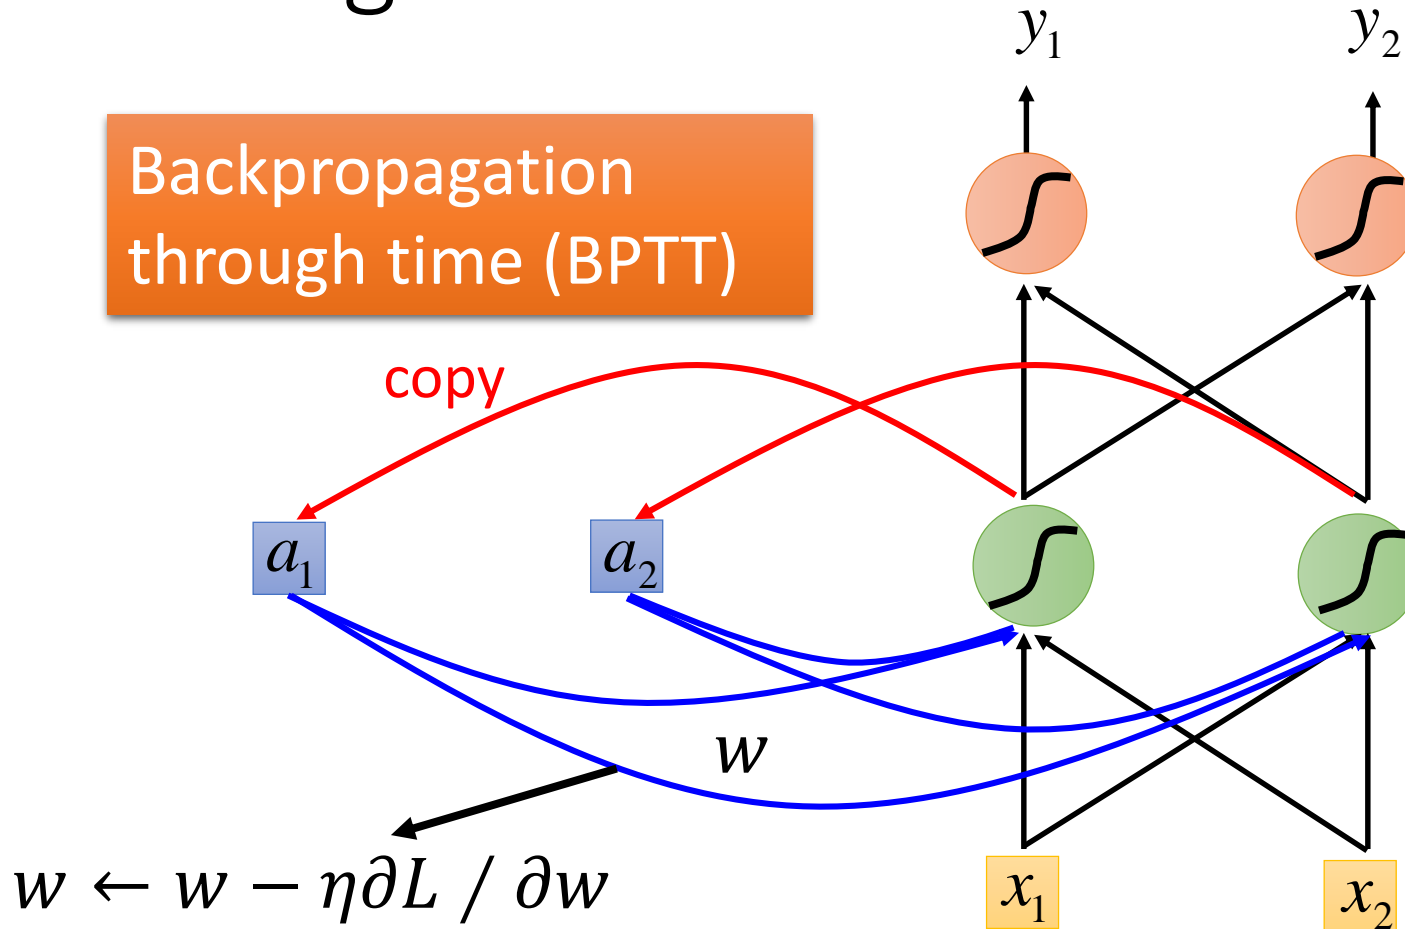 y₁ y₂
Backpropagation
through time (BPTT)
copy
a₁ a₂
w
w ← w − η∂L / ∂w
x₁ x₂